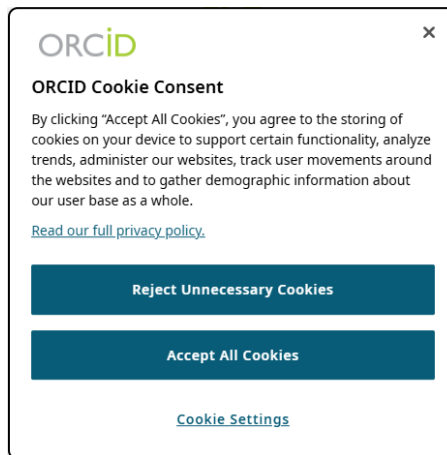 ORCID
ORCID Cookie Consent
By clicking “Accept All Cookies”, you agree to the storing of
cookies on your device to support certain functionality, analyze
trends, administer our websites, track user movements around
the websites and to gather demographic information about
our user base as a whole.
Read our full privacy policy.
Reject Unnecessary Cookies
Accept All Cookies
Cookie Settings